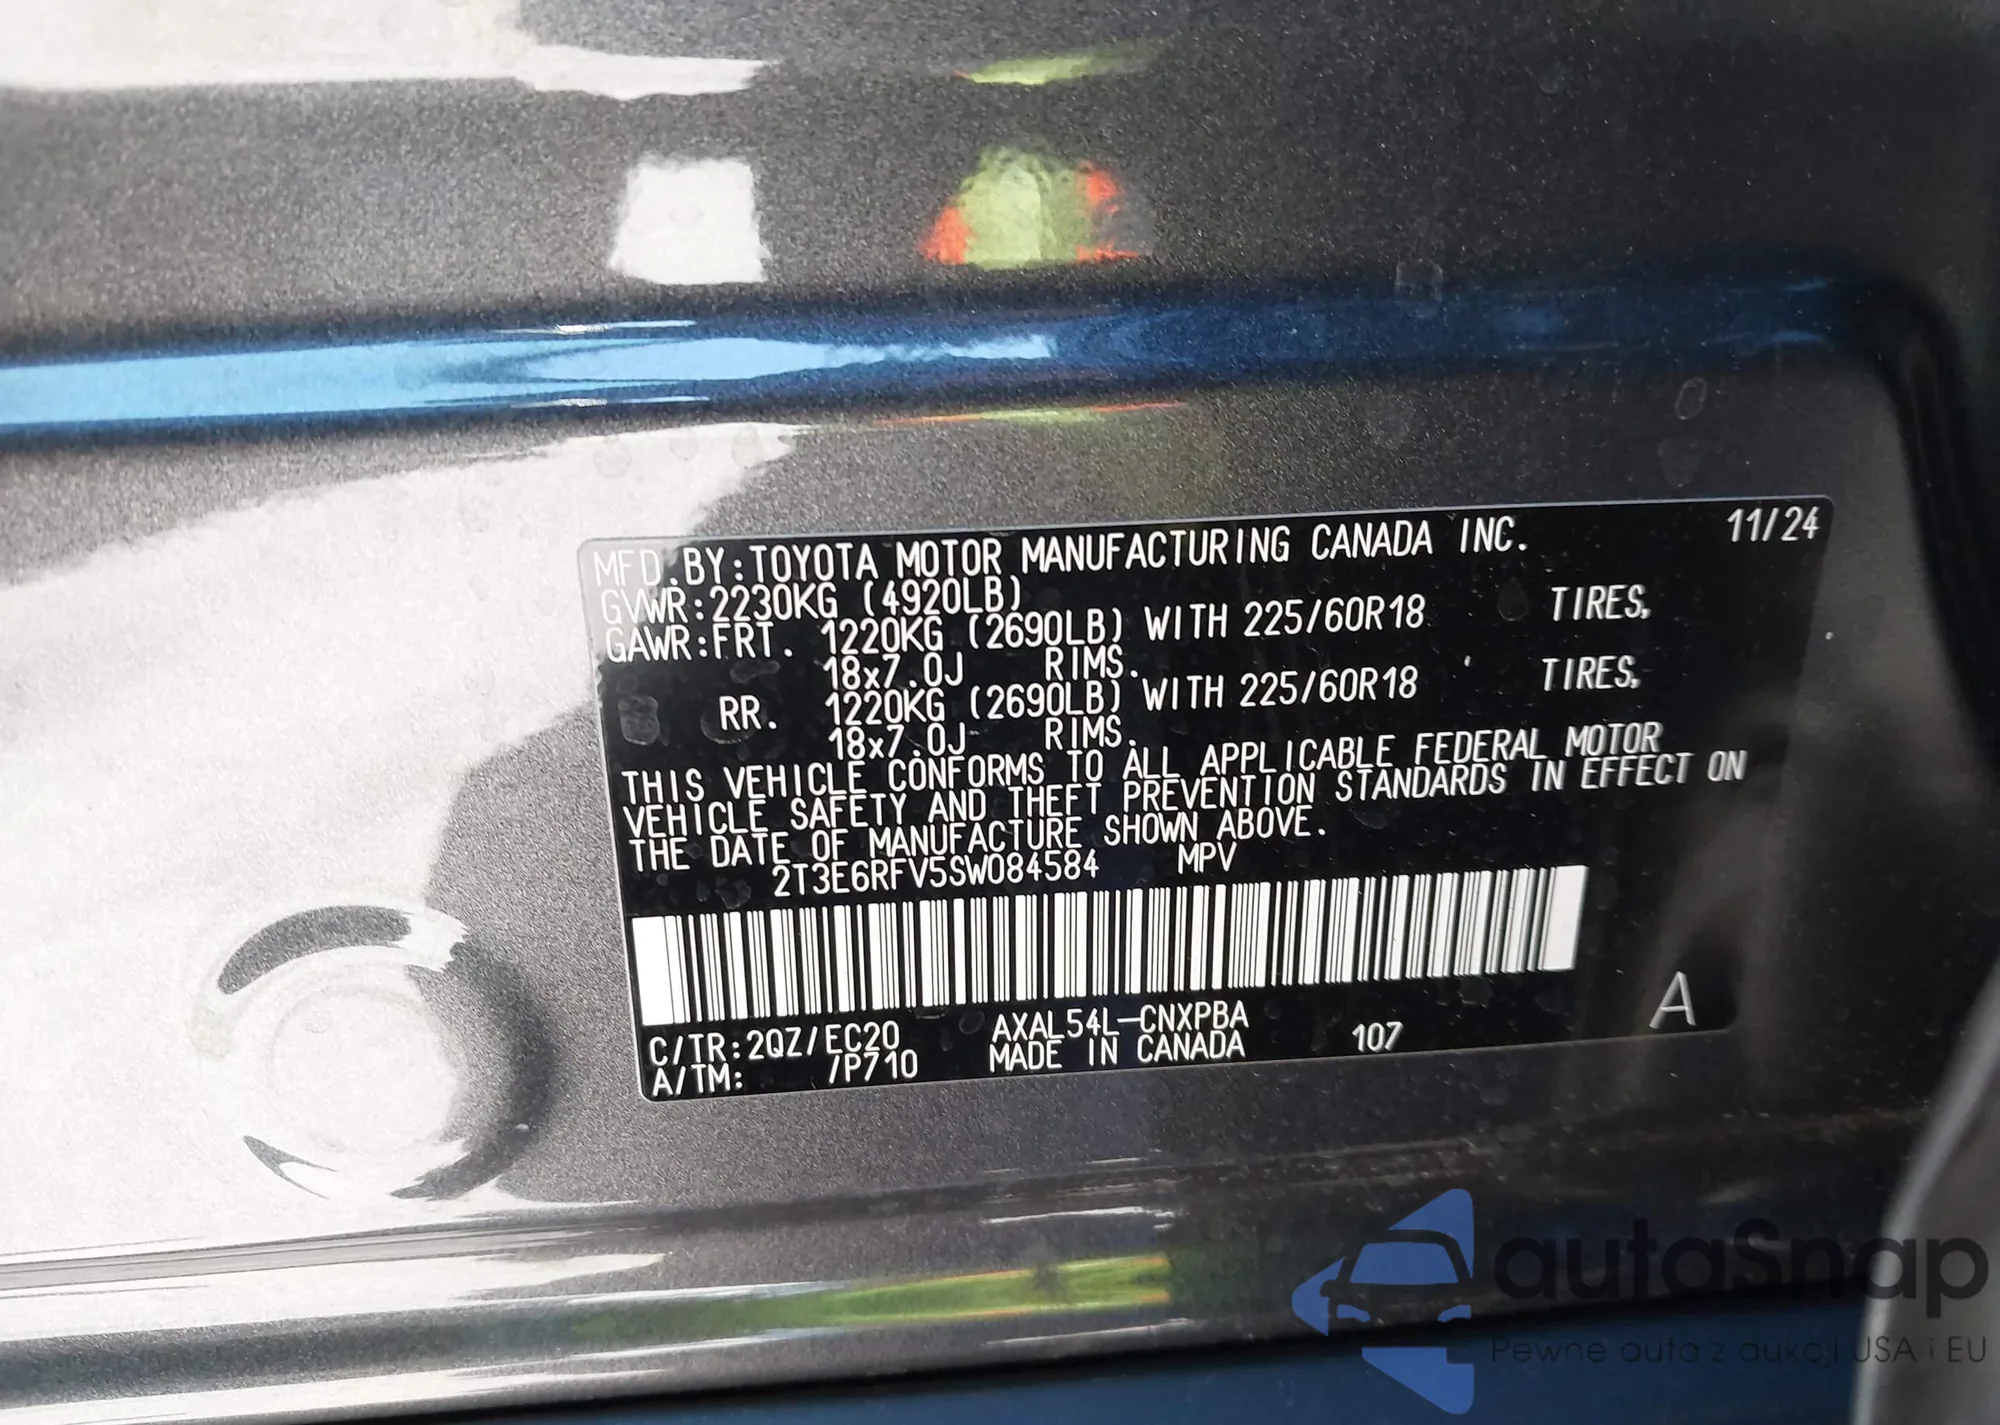 MFD.BY:TOYOTA MOTOR MANUFACTURING CANADA INC. 11/24
GVWR:2230KG (4920LB)
GAWR:FRT. 1220KG (2690LB) WITH 225/60R18 TIRES,
18x7.0J RIMS.
RR. 1220KG (2690LB) WITH 225/60R18 TIRES,
18x7.0J RIMS.
THIS VEHICLE CONFORMS TO ALL APPLICABLE FEDERAL MOTOR
VEHICLE SAFETY AND THEFT PREVENTION STANDARDS IN EFFECT ON
THE DATE OF MANUFACTURE SHOWN ABOVE.
2T3E6RFV5SW084584 MPV
A
C/TR:2QZ/EC20 AXAL54L-CNXPBA 107
A/TM: /P710 MADE IN CANADA
autaSnap
Pewne auta z aukcji USA i EU